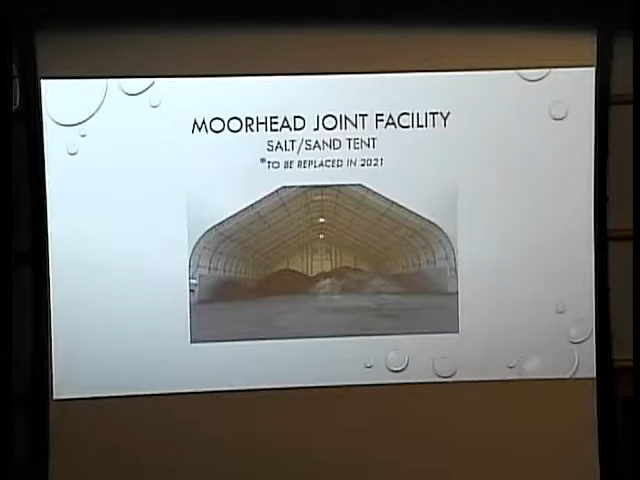 MOORHEAD JOINT FACILITY
SALT/SAND TENT
*TO BE REPLACED IN 2021